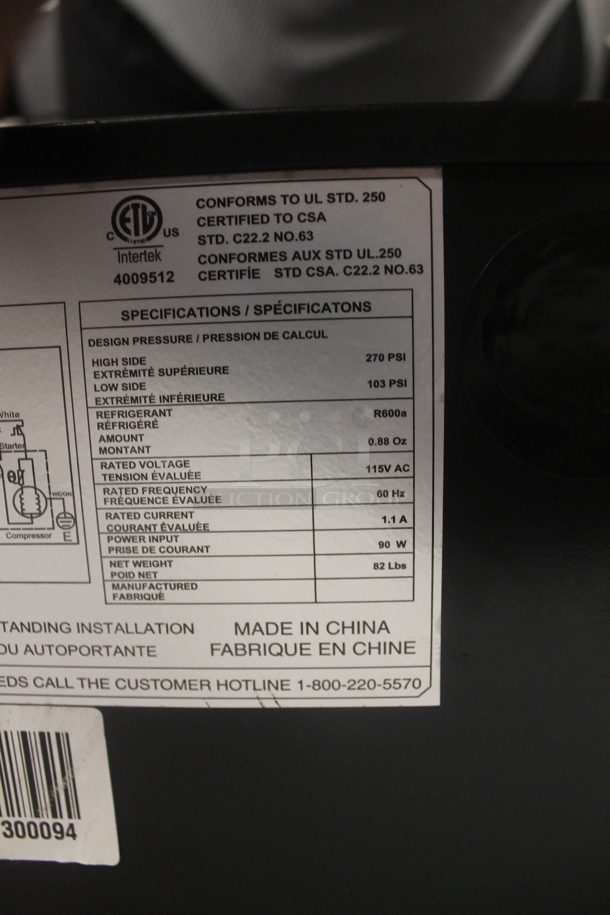 CONFORMS TO UL STD. 250
CERTIFIED TO CSA
STD. C22.2 NO.63
CONFORMES AUX STD UL.250
CERTIFÍE STD CSA. C22.2 NO.63
ETL
C US
Intertek
4009512
SPECIFICATIONS / SPÉCIFICATONS
DESIGN PRESSURE / PRESSION DE CALCUL
HIGH SIDE 270 PSI
EXTRÉMITÉ SUPÉRIEURE
LOW SIDE 103 PSI
EXTRÉMITÉ INFÉRIEURE
REFRIGERANT R600a
RÉFRIGÉRÉ
AMOUNT 0.88 Oz
MONTANT
RATED VOLTAGE 115V AC
TENSION ÉVALUÉE
RATED FREQUENCY 60 Hz
FRÉQUENCE ÉVALUÉE
RATED CURRENT 1.1 A
COURANT ÉVALUÉE
POWER INPUT 90 W
PRISE DE COURANT
NET WEIGHT 82 Lbs
POID NET
MANUFACTURED
FABRIQUÉ
White
Starter
Compressor E
TANDING INSTALLATION MADE IN CHINA
OU AUTOPORTANTE FABRIQUE EN CHINE
EDS CALL THE CUSTOMER HOTLINE 1-800-220-5570
300094